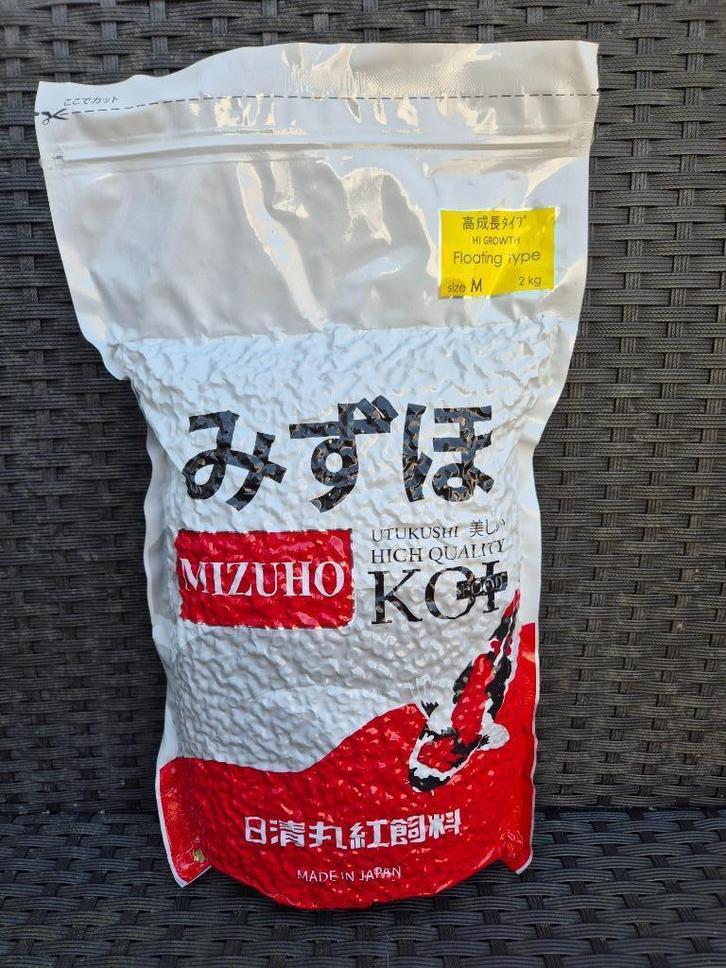 ここでカット
高成長タイプ
HI GROWTH
Floating type
size M 2 kg
みずほ
MIZUHO
UTUKUSHI 美しい
HIGH QUALITY
KOI
FOOD
日清丸紅飼料
MADE IN JAPAN